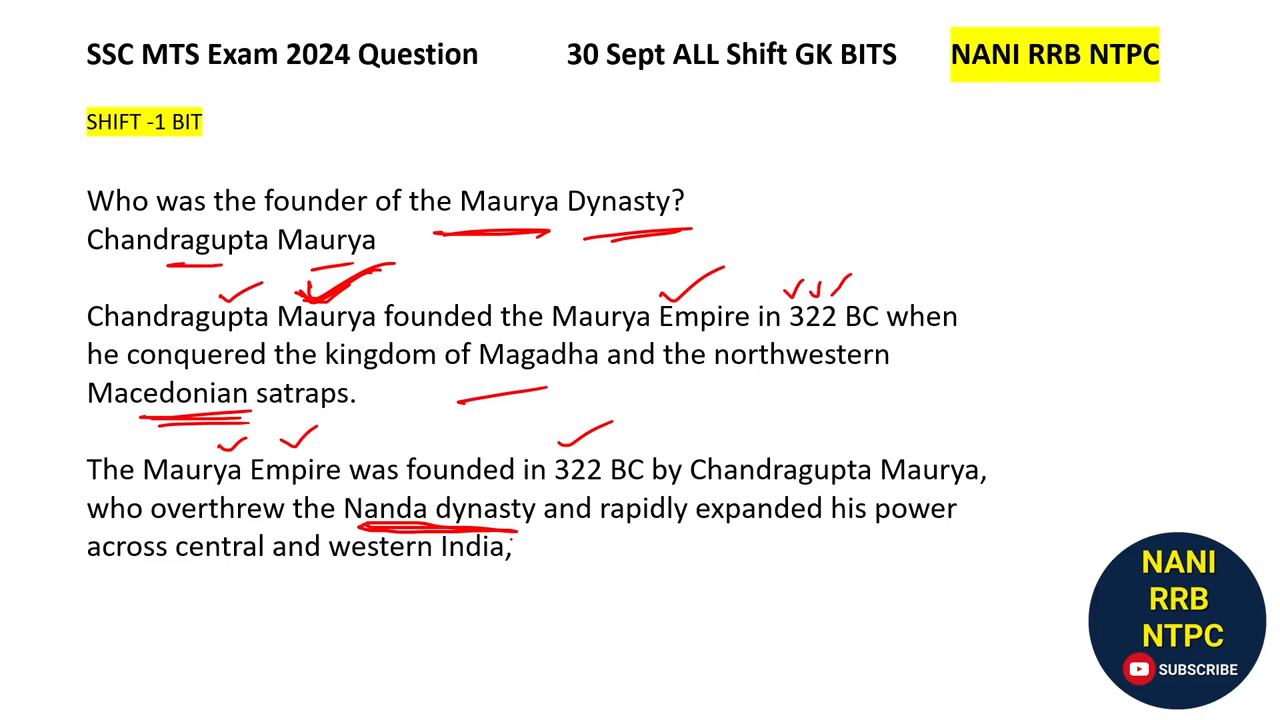 SSC MTS Exam 2024 Question 30 Sept ALL Shift GK BITS NANI RRB NTPC
SHIFT -1 BIT
Who was the founder of the Maurya Dynasty?
Chandragupta Maurya
Chandragupta Maurya founded the Maurya Empire in 322 BC when
he conquered the kingdom of Magadha and the northwestern
Macedonian satraps.
The Maurya Empire was founded in 322 BC by Chandragupta Maurya,
who overthrew the Nanda dynasty and rapidly expanded his power
across central and western India,
NANI
RRB
NTPC
SUBSCRIBE